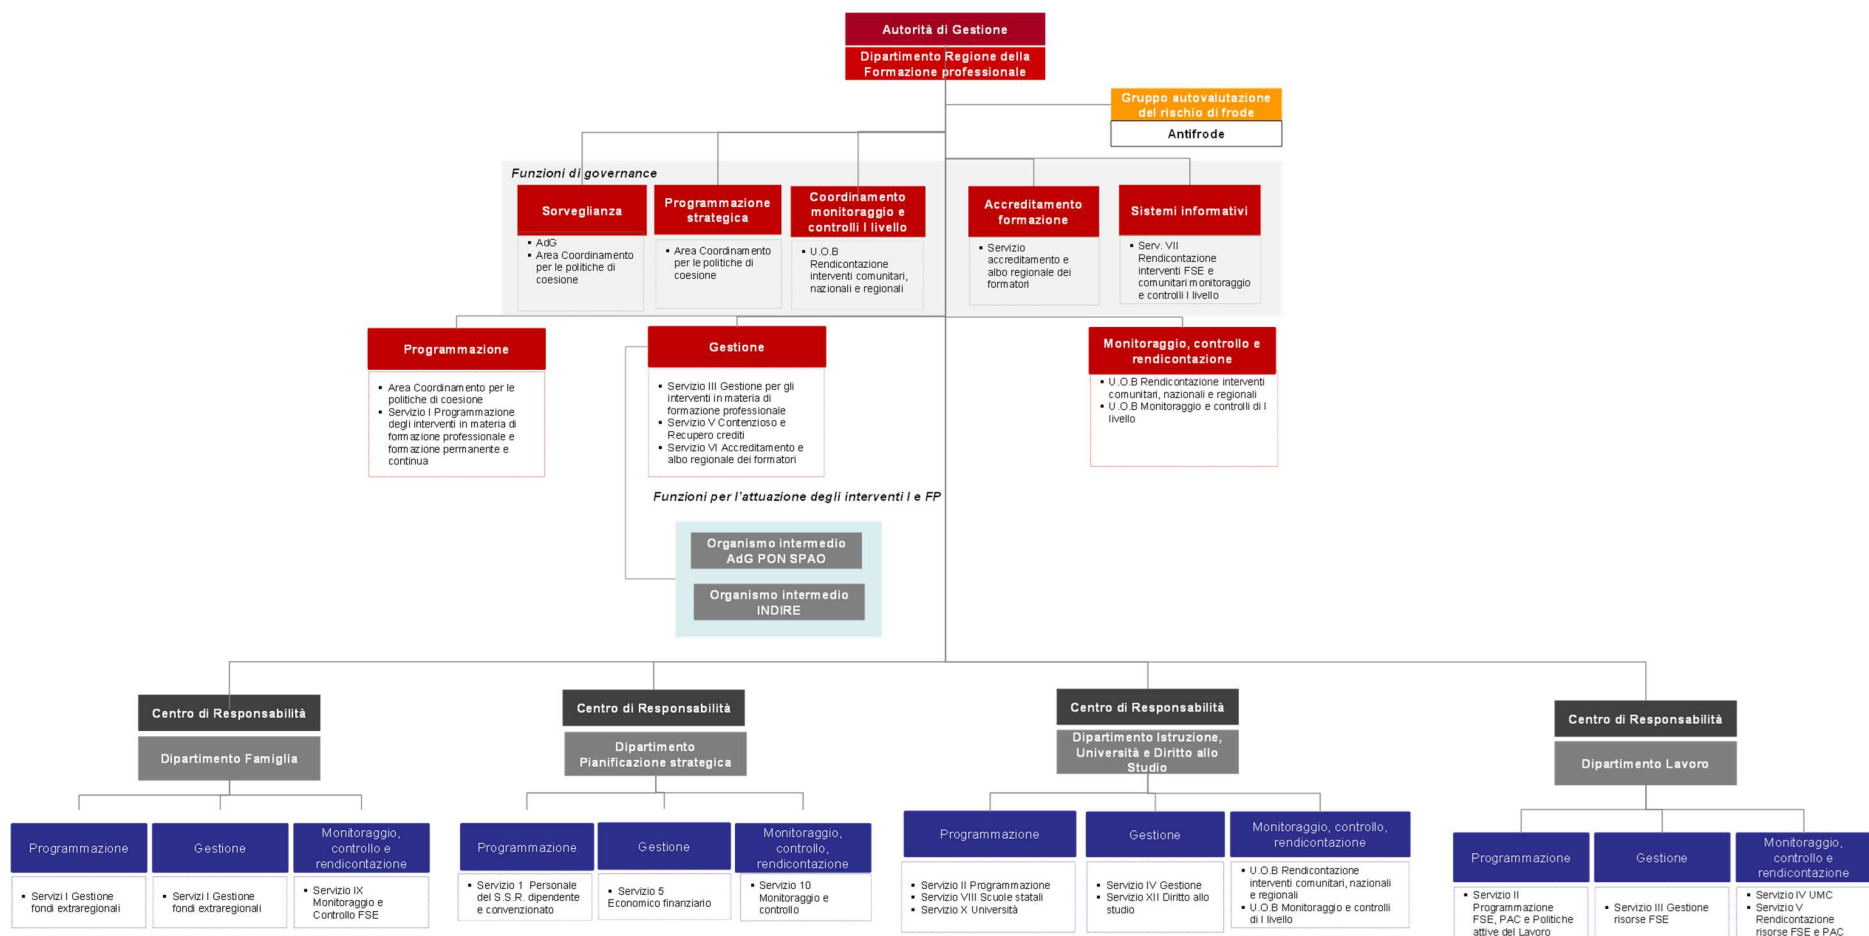 Autorità di Gestione
Dipartimento Regione della
Formazione professionale
Gruppo autovalutazione
del rischio di frode
Antifrode
Funzioni di governance
Sorveglianza
▪ AdG
▪ Area Coordinamento
per le politiche di
coesione
Programmazione
strategica
▪ Area Coordinamento
per le politiche di
coesione
Coordinamento
monitoraggio e
controlli I livello
▪ U.O.B
Rendicontazione
interventi comunitari,
nazionali e regionali
Accreditamento
formazione
▪ Servizio
accreditamento e
albo regionale dei
formatori
Sistemi informativi
▪ Serv. VII
Rendicontazione
interventi FSE e
comunitari monitoraggio
e controlli I livello
Programmazione
▪ Area Coordinamento per le
politiche di coesione
▪ Servizio I Programmazione
degli interventi in materia di
formazione professionale e
formazione permanente e
continua
Gestione
▪ Servizio III Gestione per gli
interventi in materia di
formazione professionale
▪ Servizio V Contenzioso e
Recupero crediti
▪ Servizio VI Accreditamento e
albo regionale dei formatori
Monitoraggio, controllo e
rendicontazione
▪ U.O.B Rendicontazione interventi
comunitari, nazionali e regionali
▪ U.O.B Monitoraggio e controlli di I
livello
Funzioni per l'attuazione degli interventi I e FP
Organismo intermedio
AdG PON SPAO
Organismo intermedio
INDIRE
Centro di Responsabilità
Dipartimento Famiglia
Programmazione
▪ Servizi I Gestione
fondi extraregionali
Gestione
▪ Servizi I Gestione
fondi extraregionali
Monitoraggio,
controllo e
rendicontazione
▪ Servizio IX
Monitoraggio e
Controllo FSE
Centro di Responsabilità
Dipartimento
Pianificazione strategica
Programmazione
▪ Servizio 1 Personale
del S.S.R. dipendente
e convenzionato
Gestione
▪ Servizio 5
Economico finanziario
Monitoraggio,
controllo,
rendicontazione
▪ Servizio 10
Monitoraggio e
controllo
Centro di Responsabilità
Dipartimento Istruzione,
Università e Diritto allo
Studio
Programmazione
▪ Servizio II Programmazione
▪ Servizio VIII Scuole statali
▪ Servizio X Università
Gestione
▪ Servizio IV Gestione
▪ Servizio XII Diritto allo
studio
Monitoraggio, controllo,
rendicontazione
▪ U.O.B Rendicontazione
interventi comunitari, nazionali
e regionali
▪ U.O.B Monitoraggio e controlli
di I livello
Centro di Responsabilità
Dipartimento Lavoro
Programmazione
▪ Servizio II
Programmazione
FSE, PAC e Politiche
attive del Lavoro
Gestione
▪ Servizio III Gestione
risorse FSE
Monitoraggio,
controllo e
rendicontazione
▪ Servizio IV UMC
▪ Servizio V
Rendicontazione
risorse FSE e PAC